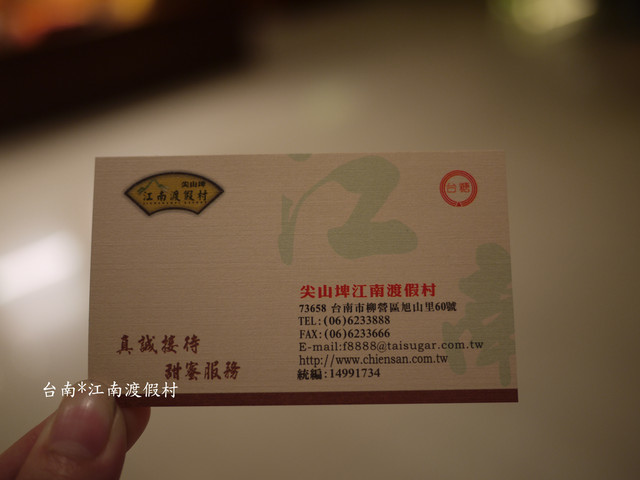 尖山埤
江南渡假村
台糖
江南
尖山埤江南渡假村
73658 台南市柳營區旭山里60號
TEL:(06)6233888
FAX:(06)6233666
E-mail:f8888@taisugar.com.tw
http://www.chiensan.com.tw
統編:14991734
真誠接待
甜蜜服務
台南*江南渡假村